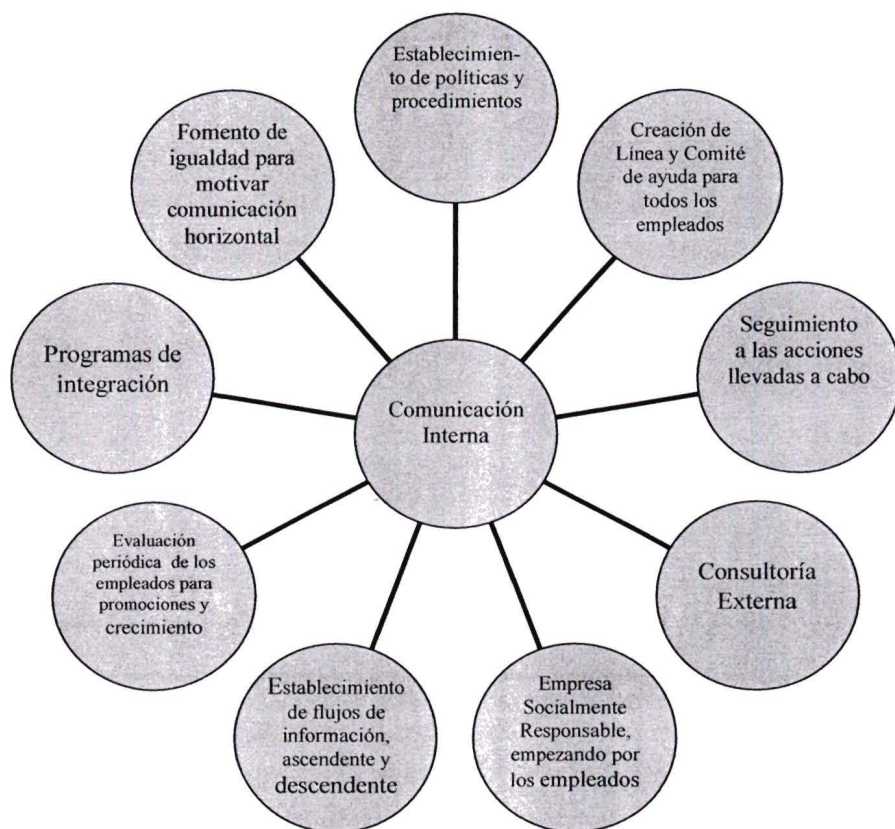 Establecimien-
to de políticas y
procedimientos
Creación de
Línea y Comité
de ayuda para
todos los
empleados
Seguimiento
a las acciones
llevadas a cabo
Consultoría
Externa
Empresa
Socialmente
Responsable,
empezando por
los empleados
Establecimiento
de flujos de
información,
ascendente y
descendente
Evaluación
periódica de los
empleados para
promociones y
crecimiento
Programas de
integración
Fomento de
igualdad para
motivar
comunicación
horizontal
Comunicación
Interna